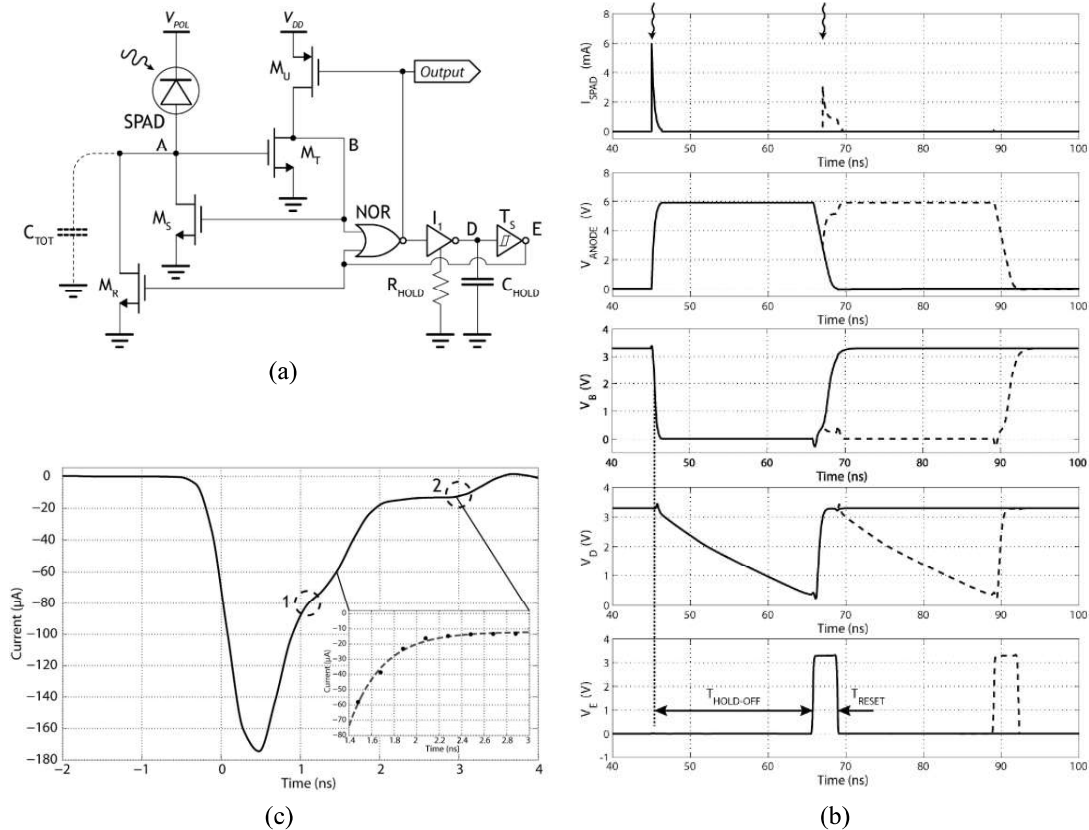 V_POL
V_DD
M_U
Output
SPAD
A
M_T
B
M_S
NOR
I_1
D
T_S
E
C_TOT
M_R
R_HOLD
C_HOLD
(a)
I_SPAD (mA)
8
6
4
2
0
40 50 60 70 80 90 100
Time (ns)
V_ANODE (V)
8
6
4
2
0
40 50 60 70 80 90 100
Time (ns)
V_B (V)
4
3
2
1
0
-1
40 50 60 70 80 90 100
Time (ns)
V_D (V)
4
3
2
1
0
40 50 60 70 80 90 100
Time (ns)
V_E (V)
4
3
2
1
0
-1
T_HOLD-OFF
T_RESET
40 50 60 70 80 90 100
Time (ns)
(b)
Current (µA)
0
−20
−40
−60
−80
−100
−120
−140
−160
−180
1
2
−2 −1 0 1 2 3 4
Time (ns)
Current (µA)
0
−10
−20
−30
−40
−50
−60
−70
−80
1.4 1.6 1.8 2 2.2 2.4 2.6 2.8 3
Time (ns)
(c)